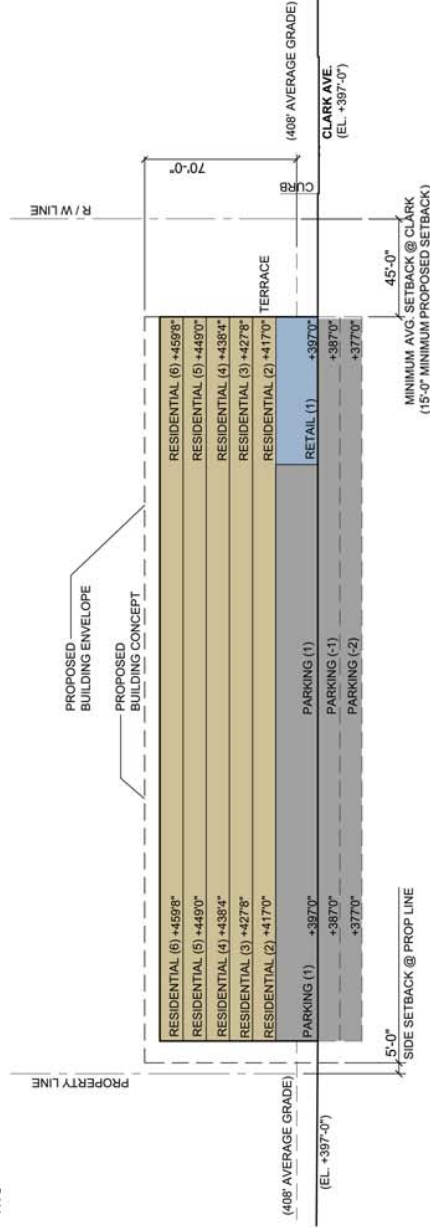 PROPOSED
BUILDING ENVELOPE
PROPOSED
BUILDING CONCEPT
PROPERTY LINE
R / W LINE
70'-0"
(408' AVERAGE GRADE)
(408' AVERAGE GRADE)
CURB
CLARK AVE.
(EL. +397'-0")
(EL. +397'-0")
RESIDENTIAL (6) +459'8"
RESIDENTIAL (6) +459'8"
RESIDENTIAL (5) +449'0"
RESIDENTIAL (5) +449'0"
RESIDENTIAL (4) +438'4"
RESIDENTIAL (4) +438'4"
RESIDENTIAL (3) +427'8"
RESIDENTIAL (3) +427'8"
RESIDENTIAL (2) +417'0"
RESIDENTIAL (2) +417'0"
TERRACE
PARKING (1) +397'0"
PARKING (1)
RETAIL (1) +397'0"
+387'0"
PARKING (-1)
+387'0"
+377'0"
PARKING (-2)
+377'0"
5'-0"
SIDE SETBACK @ PROP LINE
45'-0"
MINIMUM AVG. SETBACK @ CLARK
(15'-0" MINIMUM PROPOSED SETBACK)